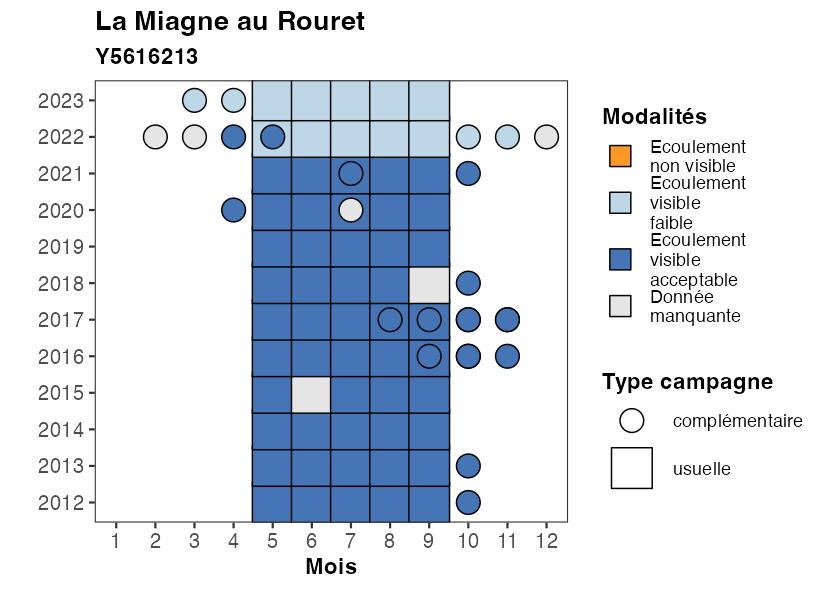 La Miagne au Rouret
Y5616213
2023
2022
2021
2020
2019
2018
2017
2016
2015
2014
2013
2012
1 2 3 4 5 6 7 8 9 10 11 12
Mois
Modalités
Ecoulement
non visible
Ecoulement
visible
faible
Ecoulement
visible
acceptable
Donnée
manquante
Type campagne
complémentaire
usuelle